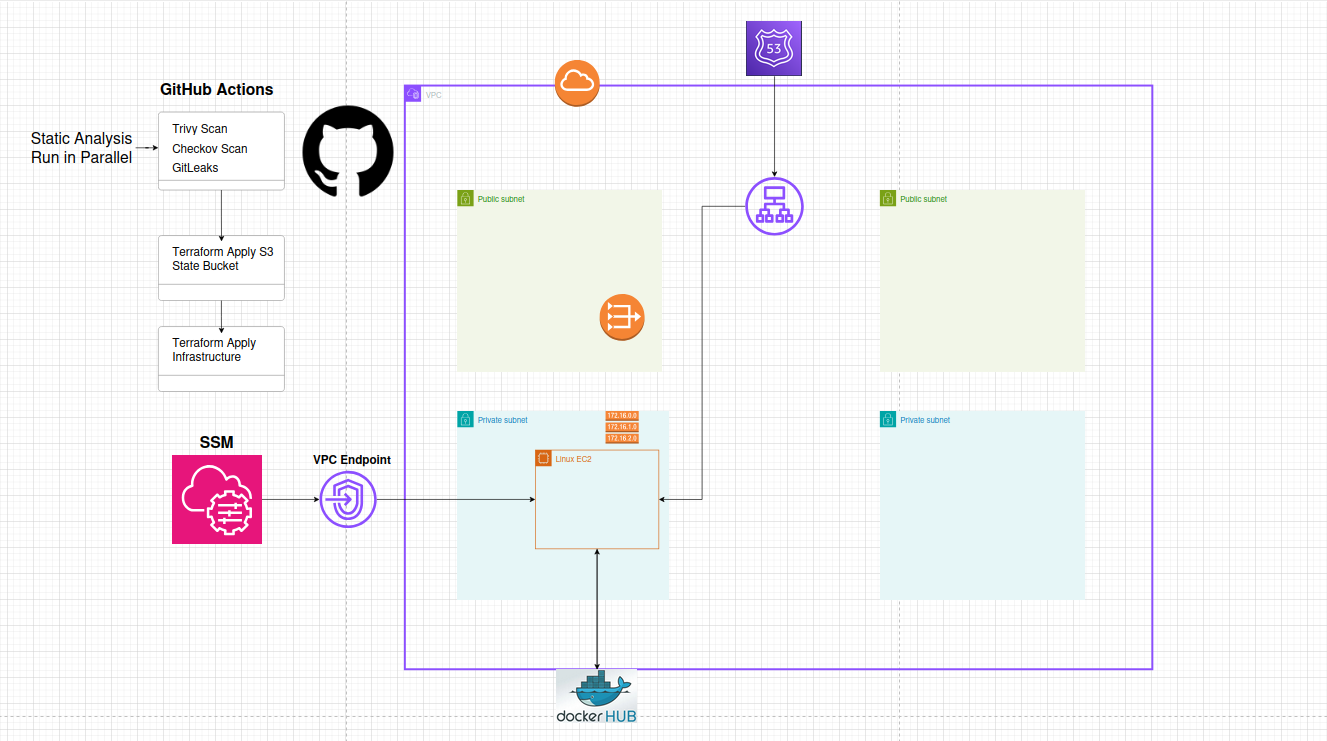 53
GitHub Actions
VPC
Static Analysis
Run in Parallel
Trivy Scan
Checkov Scan
GitLeaks
Public subnet
Public subnet
Terraform Apply S3
State Bucket
Terraform Apply
Infrastructure
Private subnet
172.16.0.0
172.16.1.0
172.16.2.0
Private subnet
SSM
VPC Endpoint
Linux EC2
docker HUB